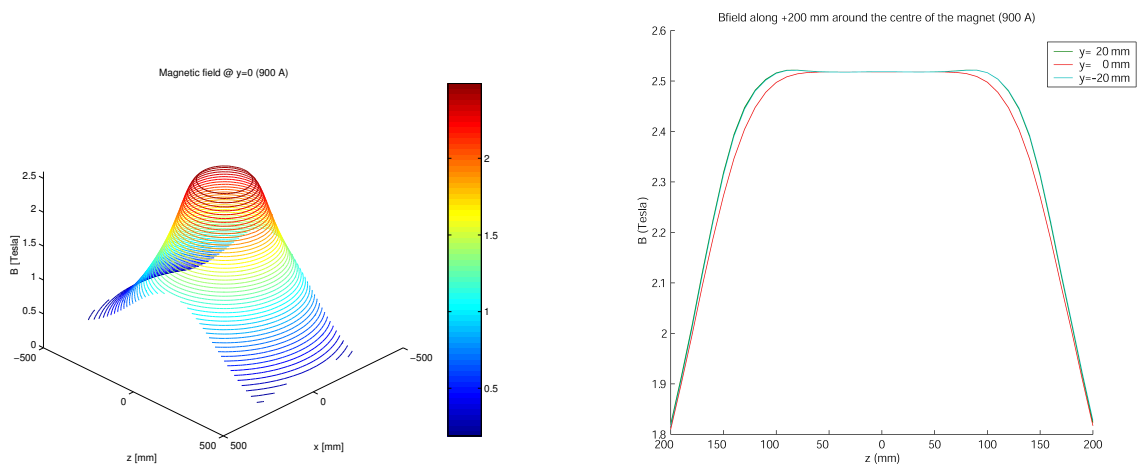 Magnetic field @ y=0 (900 A)
2.5
2
1.5
1
0.5
0
B [Tesla]
−500
0
500
z [mm]
500
0
−500
x [mm]
2
1.5
1
0.5
Bfield along +200 mm around the centre of the magnet (900 A)
y= 20 mm
y= 0 mm
y=-20 mm
2.6
2.5
2.4
2.3
2.2
2.1
2
1.9
1.8
B (Tesla)
200 150 100 50 0 50 100 150 200
z (mm)